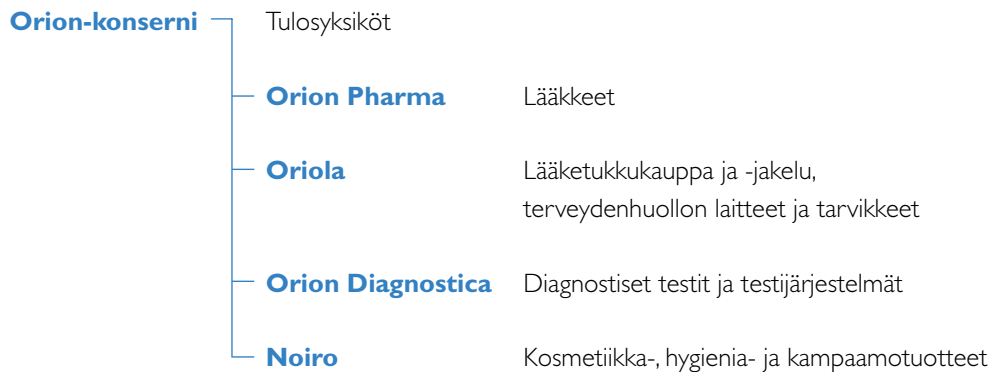 Orion-konserni Tulosyksiköt
Orion Pharma Lääkkeet
Oriola Lääketukkukauppa ja -jakelu,
terveydenhuollon laitteet ja tarvikkeet
Orion Diagnostica Diagnostiset testit ja testijärjestelmät
Noiro Kosmetiikka-, hygienia- ja kampaamotuotteet